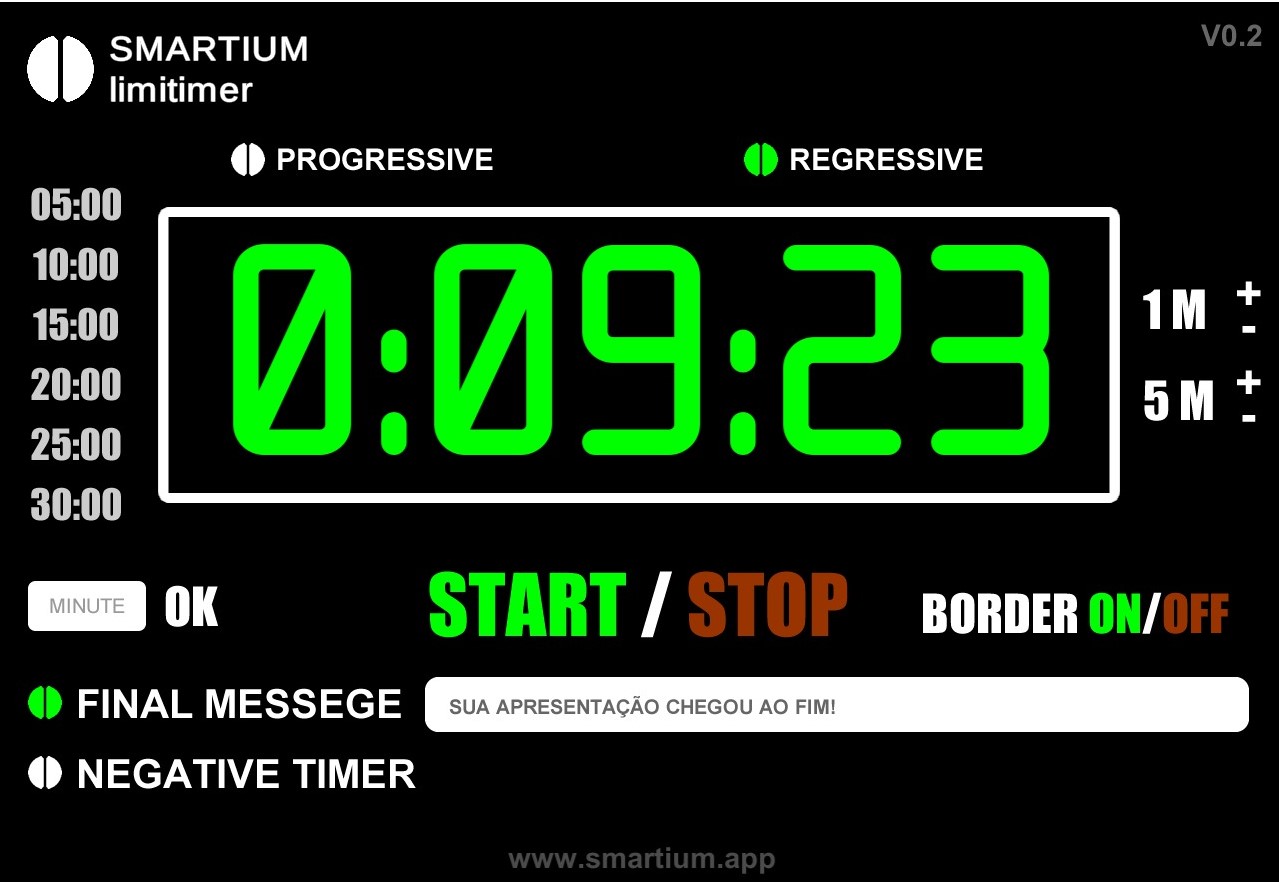 SMARTIUM
limitimer
V0.2
PROGRESSIVE
REGRESSIVE
05:00
10:00
15:00
20:00
25:00
30:00
0:09:23
1 M + -
5 M + -
MINUTE
OK
START / STOP
BORDER ON/OFF
FINAL MESSEGE
SUA APRESENTAÇÃO CHEGOU AO FIM!
NEGATIVE TIMER
www.smartium.app